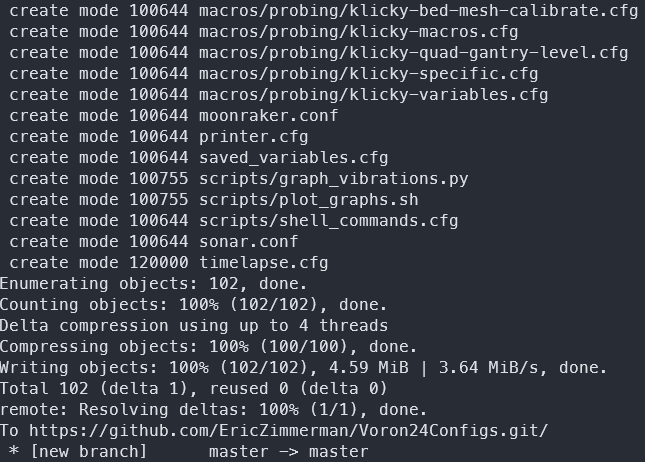 create mode 100644 macros/probing/klicky-bed-mesh-calibrate.cfg
create mode 100644 macros/probing/klicky-macros.cfg
create mode 100644 macros/probing/klicky-quad-gantry-level.cfg
create mode 100644 macros/probing/klicky-specific.cfg
create mode 100644 macros/probing/klicky-variables.cfg
create mode 100644 moonraker.conf
create mode 100644 printer.cfg
create mode 100644 saved_variables.cfg
create mode 100755 scripts/graph_vibrations.py
create mode 100755 scripts/plot_graphs.sh
create mode 100644 scripts/shell_commands.cfg
create mode 100644 sonar.conf
create mode 120000 timelapse.cfg
Enumerating objects: 102, done.
Counting objects: 100% (102/102), done.
Delta compression using up to 4 threads
Compressing objects: 100% (100/100), done.
Writing objects: 100% (102/102), 4.59 MiB | 3.64 MiB/s, done.
Total 102 (delta 1), reused 0 (delta 0)
remote: Resolving deltas: 100% (1/1), done.
To https://github.com/EricZimmerman/Voron24Configs.git/
* [new branch]      master -> master